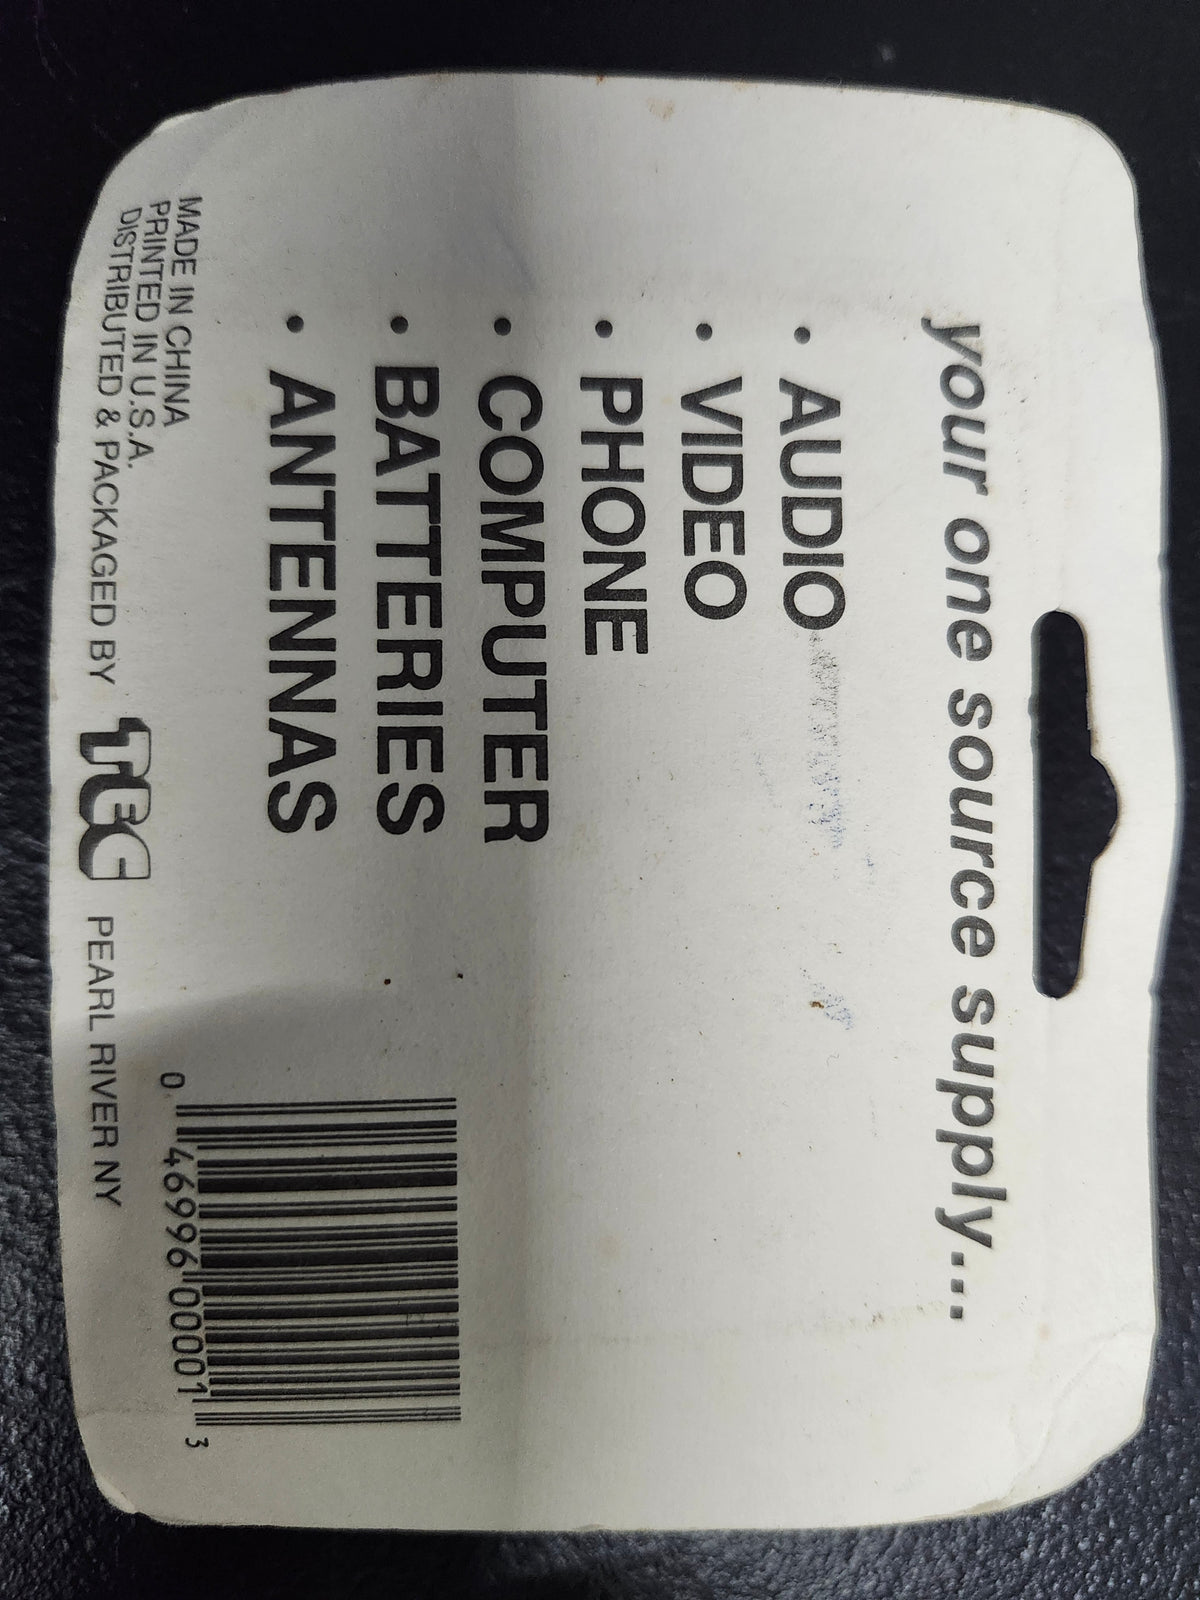 your one source supply...
• AUDIO
• VIDEO
• PHONE
• COMPUTER
• BATTERIES
• ANTENNAS
MADE IN CHINA
PRINTED IN U.S.A.
DISTRIBUTED & PACKAGED BY TEC PEARL RIVER NY
0 46996 00001 3